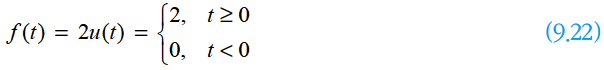 f(t) = 2u(t) = { 2, t ≥ 0
0, t < 0
(9.22)